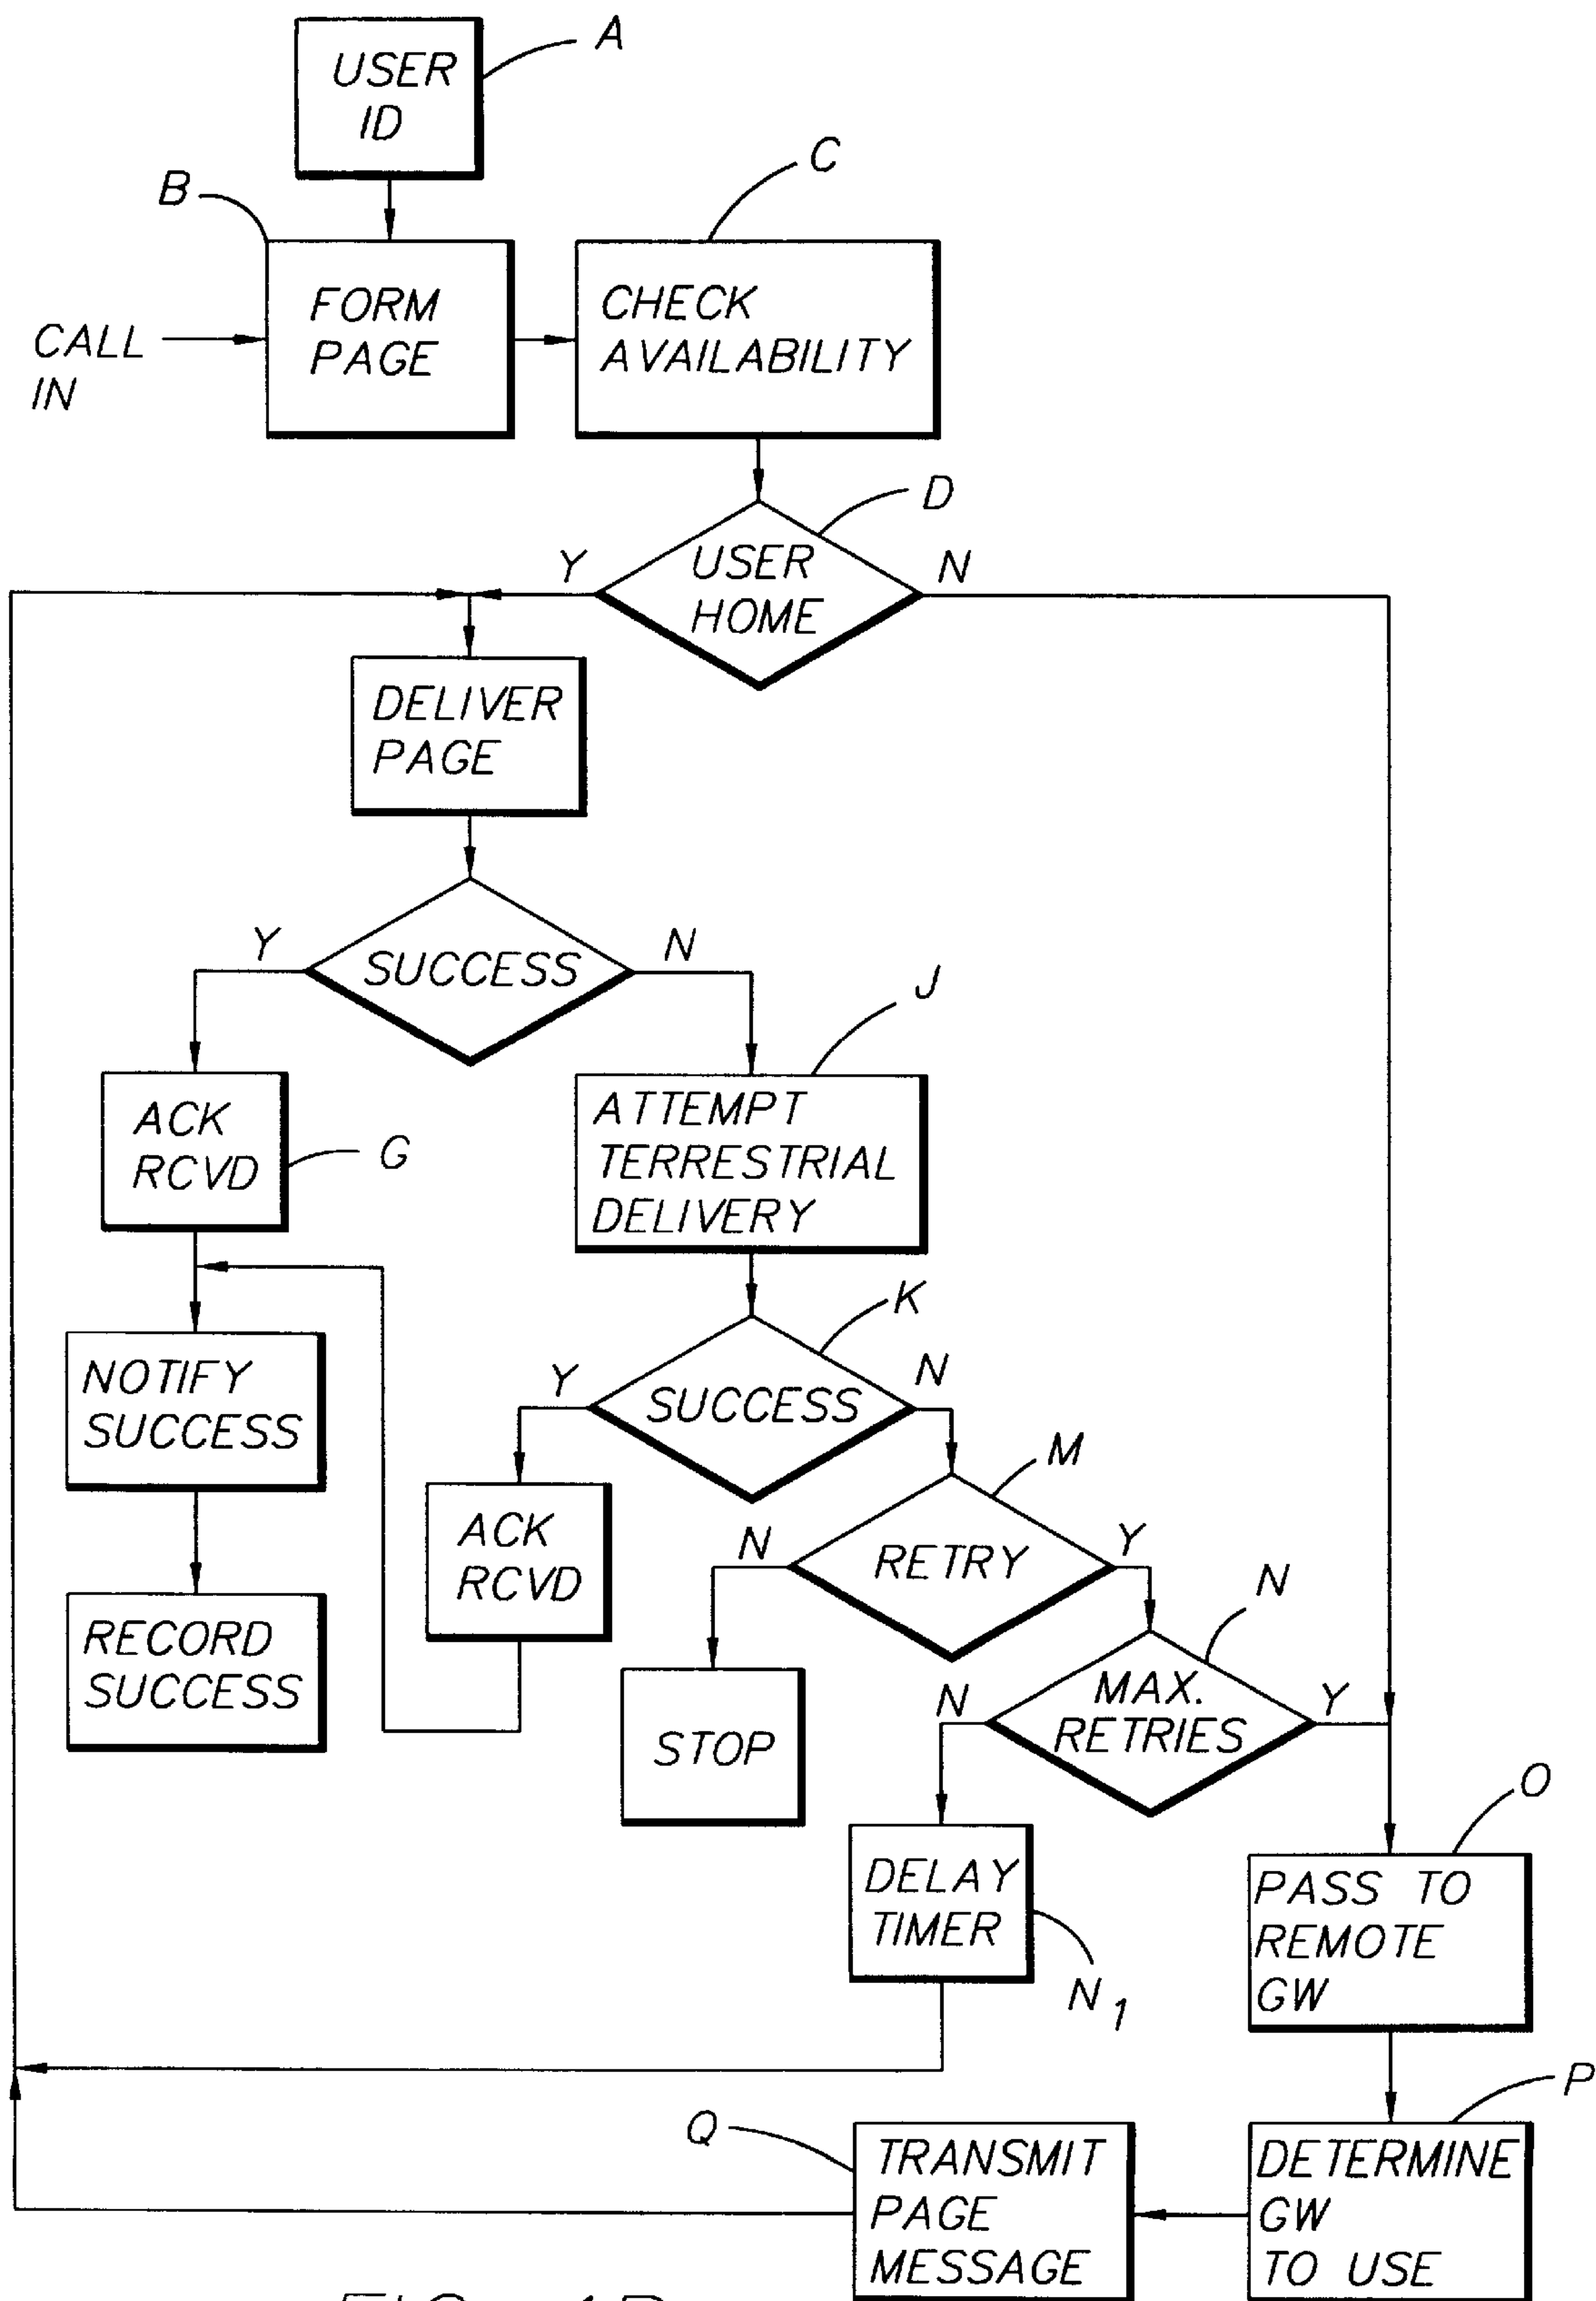 A
USER
ID
B
C
CALL
IN
FORM
PAGE
CHECK
AVAILABILITY
D
Y
USER
HOME
N
DELIVER
PAGE
Y
SUCCESS
N
J
ACK
RCVD
G
ATTEMPT
TERRESTRIAL
DELIVERY
K
NOTIFY
SUCCESS
Y
SUCCESS
N
M
ACK
RCVD
N
RETRY
Y
N
RECORD
SUCCESS
STOP
N
MAX.
RETRIES
Y
O
DELAY
TIMER
N1
PASS TO
REMOTE
GW
P
Q
TRANSMIT
PAGE
MESSAGE
DETERMINE
GW
TO USE